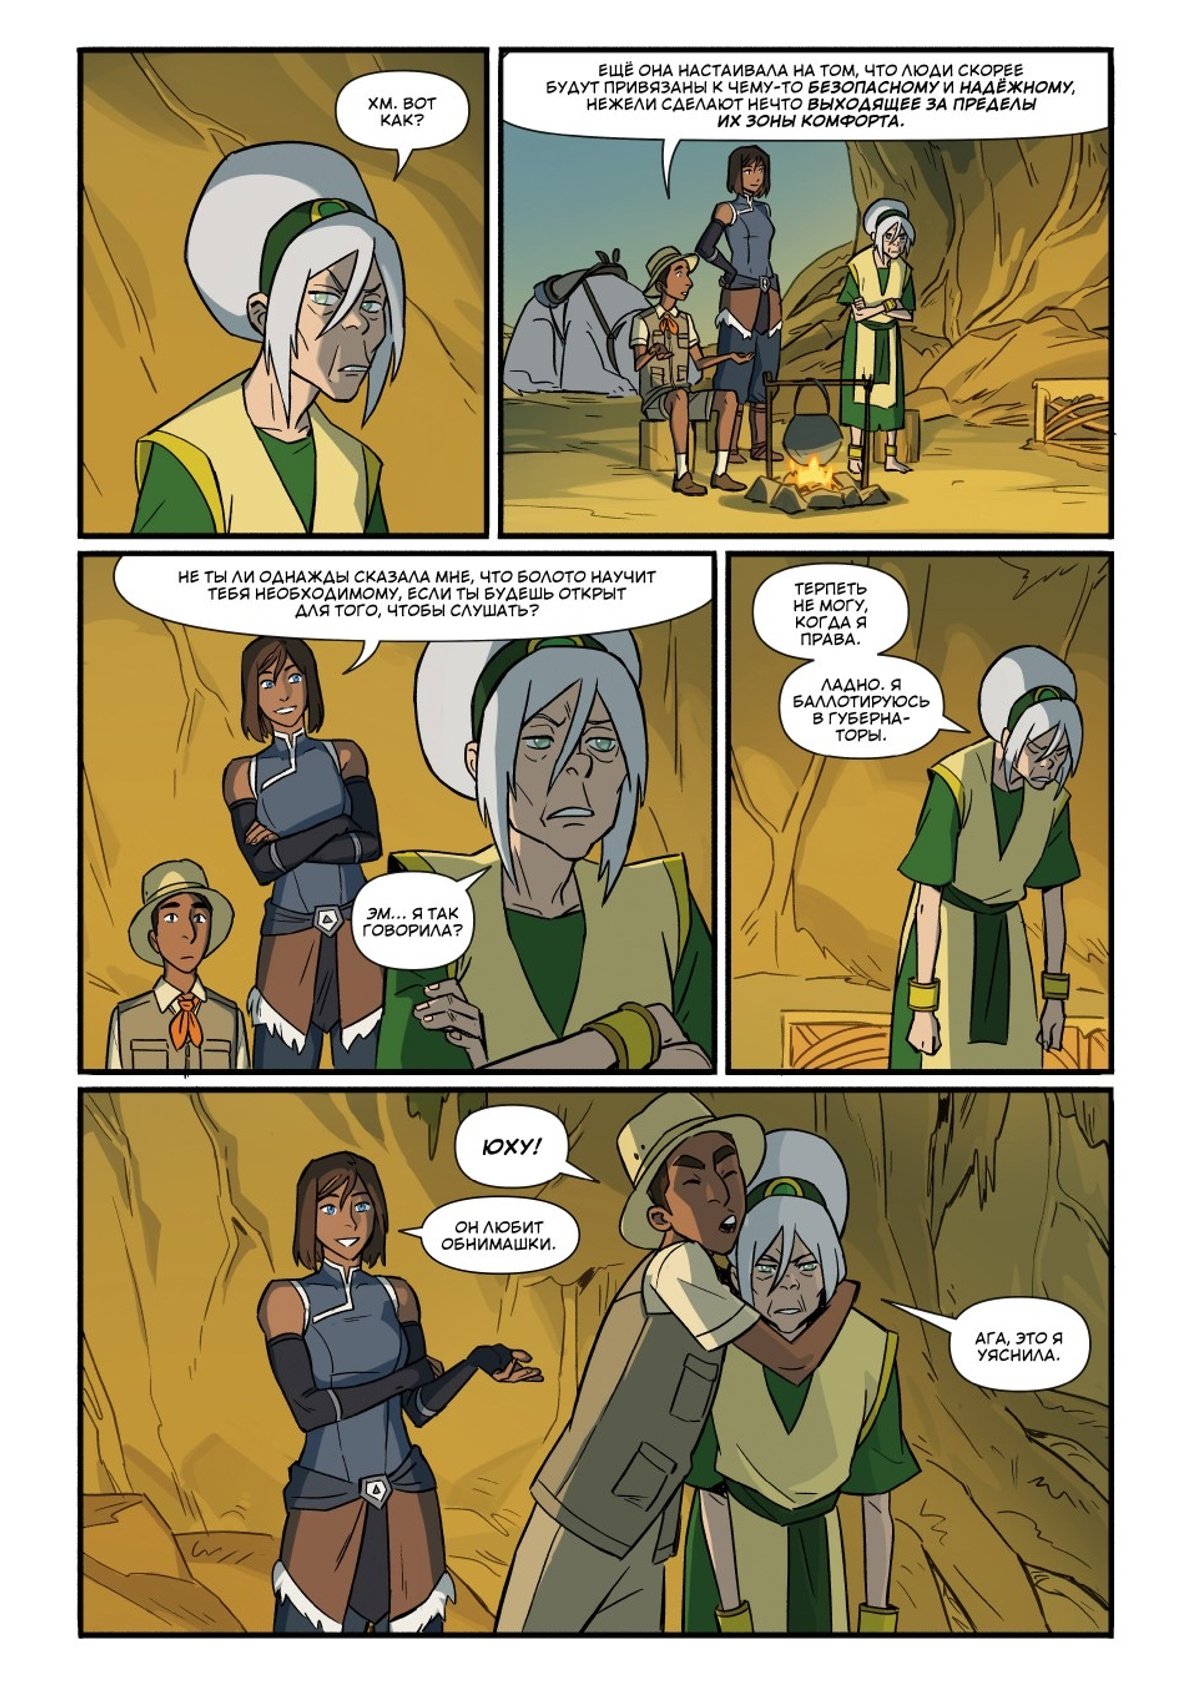 ХМ. ВОТ
КАК?
ЕЩЁ ОНА НАСТАИВАЛА НА ТОМ, ЧТО ЛЮДИ СКОРЕЕ
БУДУТ ПРИВЯЗАНЫ К ЧЕМУ-ТО БЕЗОПАСНОМУ И НАДЁЖНОМУ,
НЕЖЕЛИ СДЕЛАЮТ НЕЧТО ВЫХОДЯЩЕЕ ЗА ПРЕДЕЛЫ
ИХ ЗОНЫ КОМФОРТА.
НЕ ТЫ ЛИ ОДНАЖДЫ СКАЗАЛА МНЕ, ЧТО БОЛОТО НАУЧИТ
ТЕБЯ НЕОБХОДИМОМУ, ЕСЛИ ТЫ БУДЕШЬ ОТКРЫТ
ДЛЯ ТОГО, ЧТОБЫ СЛУШАТЬ?
ЭМ... Я ТАК
ГОВОРИЛА?
ТЕРПЕТЬ
НЕ МОГУ,
КОГДА Я
ПРАВА.
ЛАДНО. Я
БАЛЛОТИРУЮСЬ
В ГУБЕРНА-
ТОРЫ.
ЮХУ!
ОН ЛЮБИТ
ОБНИМАШКИ.
АГА, ЭТО Я
УЯСНИЛА.